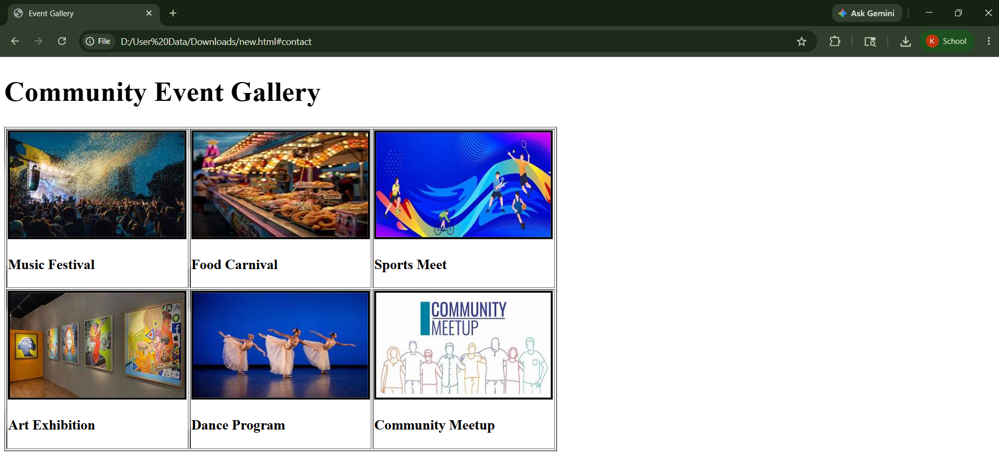 Event Gallery
Ask Gemini
File
D:/User%20Data/Downloads/new.html#contact
K
School
Community Event Gallery
Music Festival
Food Carnival
Sports Meet
COMMUNITY
MEETUP
Art Exhibition
Dance Program
Community Meetup